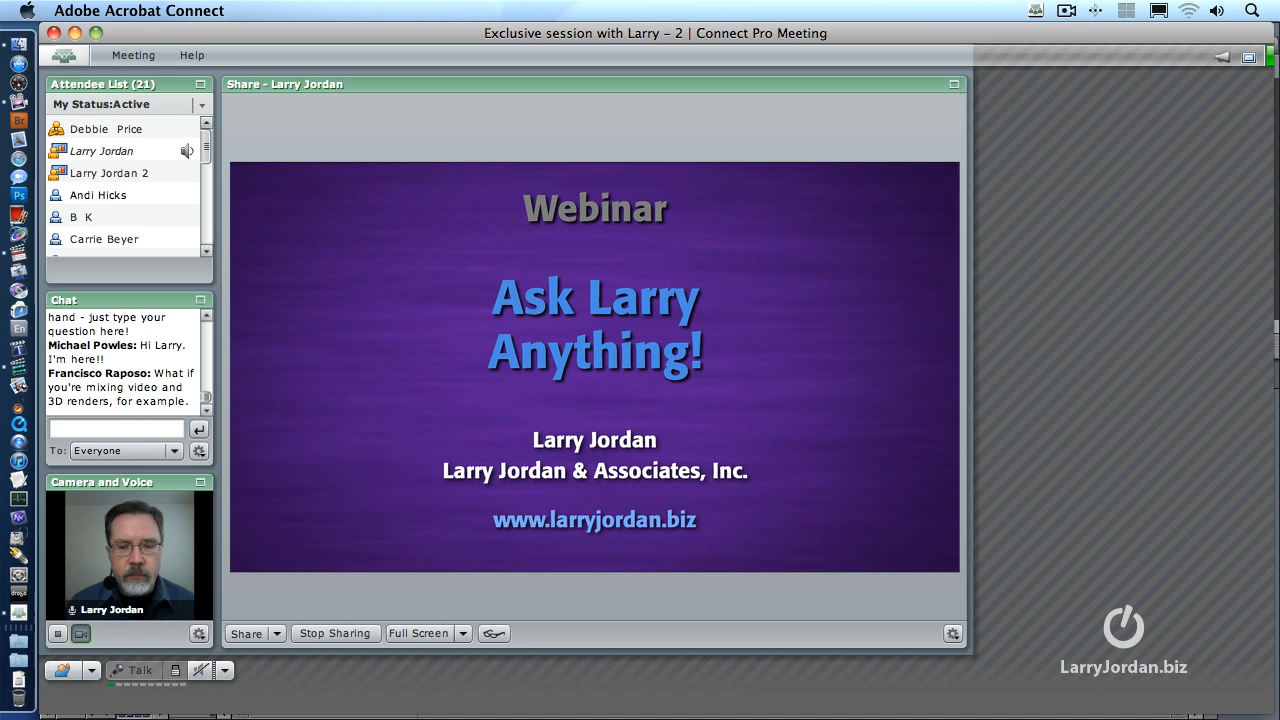 Adobe Acrobat Connect
Exclusive session with Larry - 2 | Connect Pro Meeting
Meeting Help
Attendee List (21)
My Status:Active
Debbie Price
Larry Jordan
Larry Jordan 2
Andi Hicks
B K
Carrie Beyer
Chat
hand - just type your
question here!
Michael Powles: Hi Larry.
I'm here!!
Francisco Raposo: What if
you're mixing video and
3D renders, for example.
To: Everyone
Camera and Voice
Larry Jordan
Talk
Share - Larry Jordan
Webinar
Ask Larry
Anything!
Larry Jordan
Larry Jordan & Associates, Inc.
www.larryjordan.biz
Share Stop Sharing Full Screen
LarryJordan.biz
Br
Ps
En